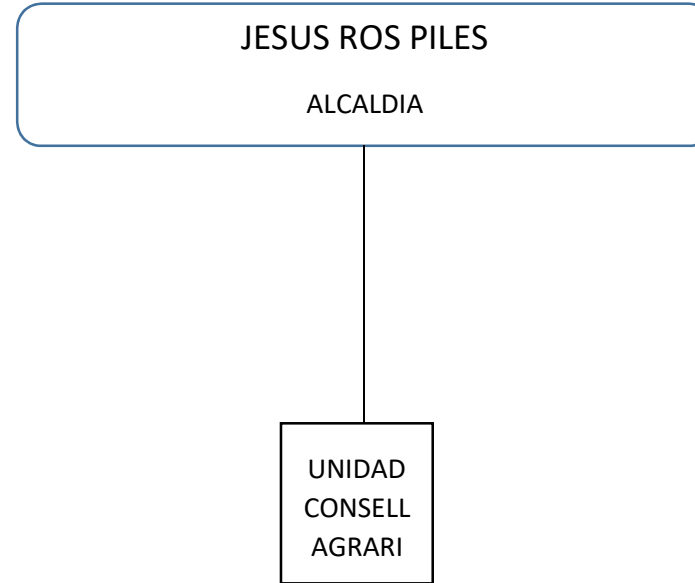 JESUS ROS PILES
ALCALDIA
UNIDAD
CONSELL
AGRARI